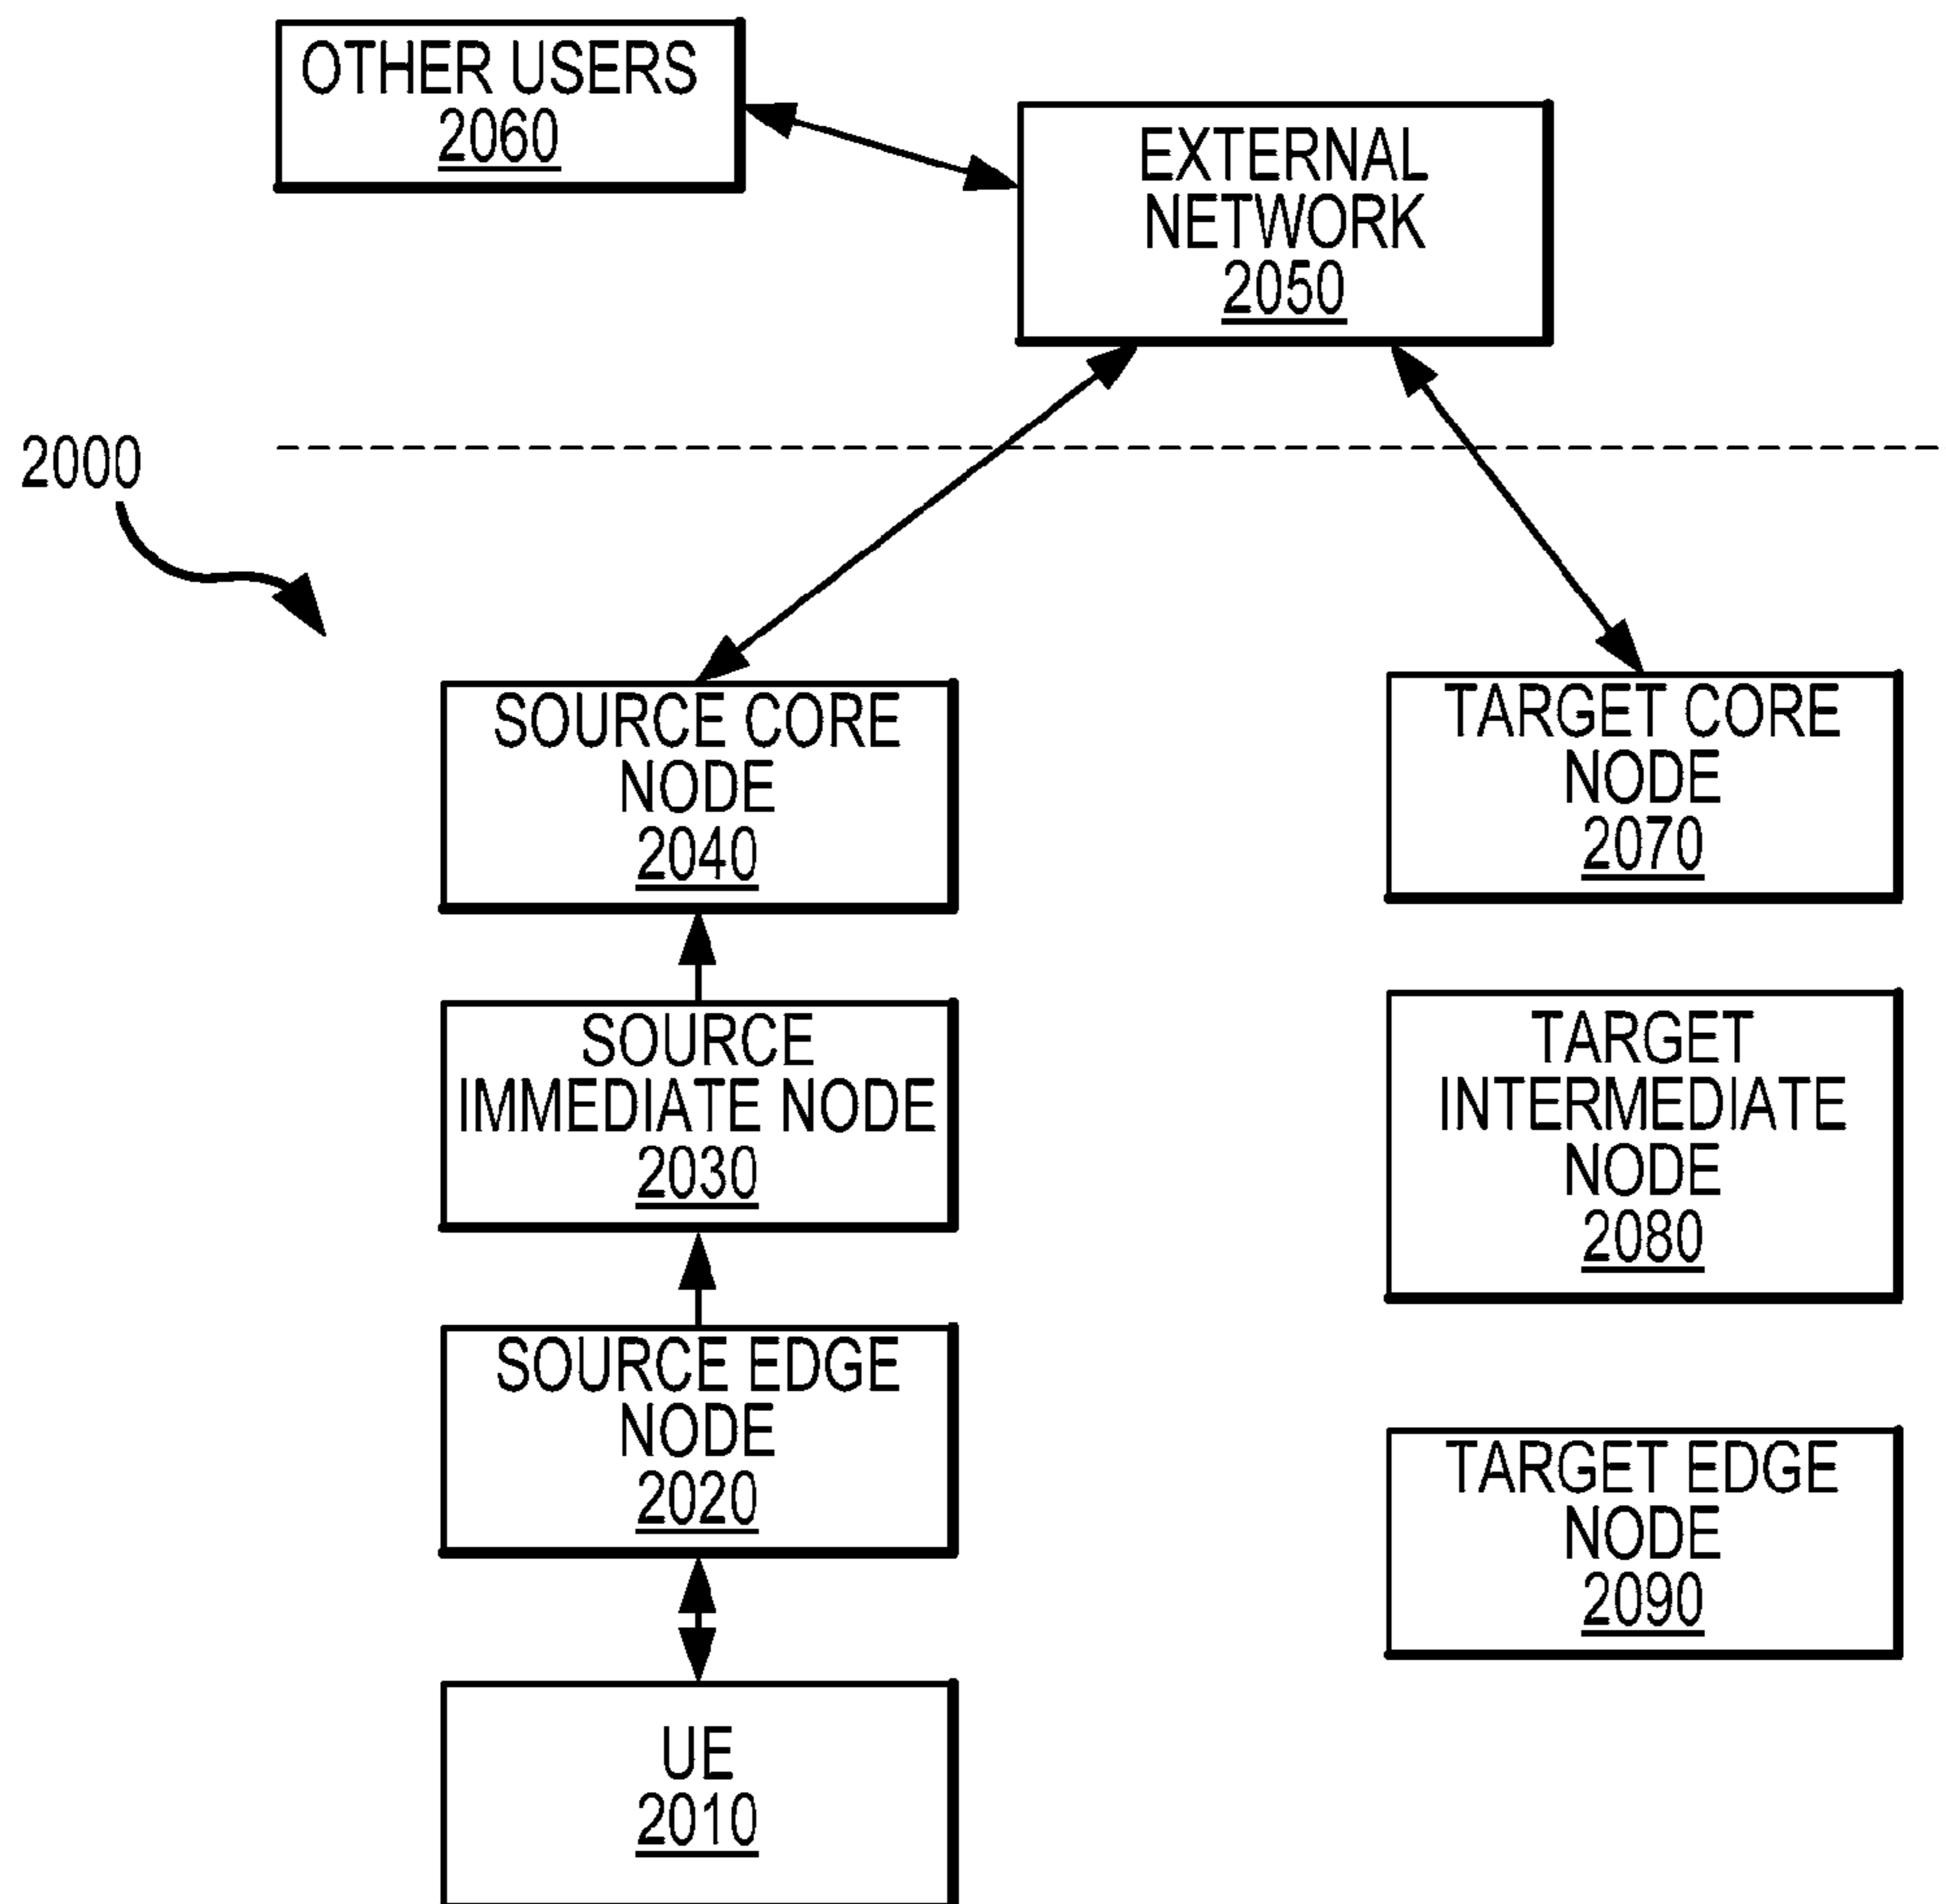 OTHER USERS
2060
EXTERNAL
NETWORK
2050
2000
SOURCE CORE
NODE
2040
TARGET CORE
NODE
2070
SOURCE
IMMEDIATE NODE
2030
TARGET
INTERMEDIATE
NODE
2080
SOURCE EDGE
NODE
2020
TARGET EDGE
NODE
2090
UE
2010